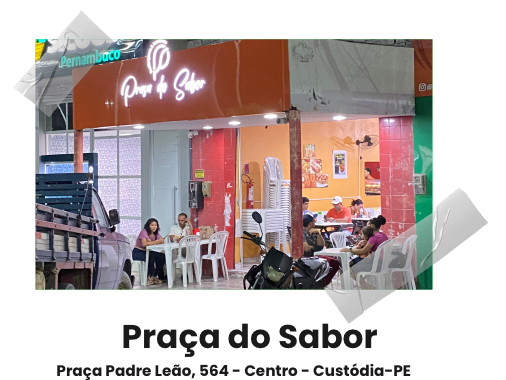 Pernambuco
Praça do Sabor
Praça do Sabor
Praça Padre Leão, 564 - Centro - Custódia-PE